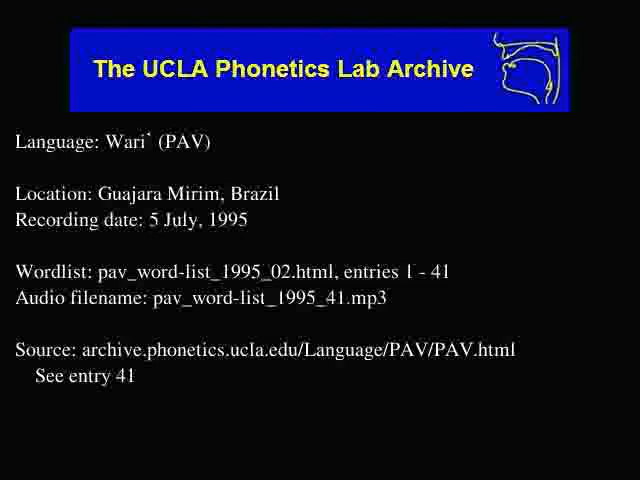 The UCLA Phonetics Lab Archive
Language: Wari` (PAV)
Location: Guajara Mirim, Brazil
Recording date: 5 July, 1995
Wordlist: pav_word-list_1995_02.html, entries 1 - 41
Audio filename: pav_word-list_1995_41.mp3
Source: archive.phonetics.ucla.edu/Language/PAV/PAV.html
See entry 41